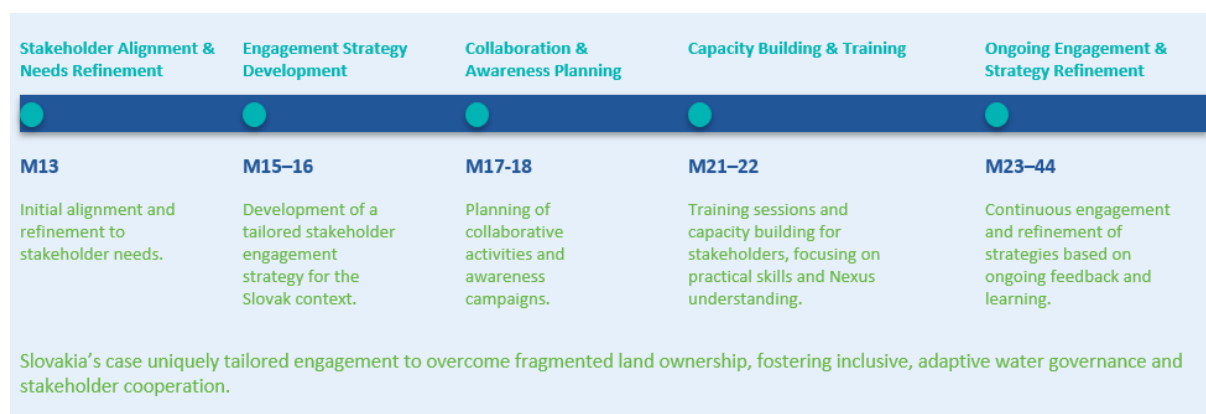 Stakeholder Alignment &
Needs Refinement
Engagement Strategy
Development
Collaboration &
Awareness Planning
Capacity Building & Training
Ongoing Engagement &
Strategy Refinement
M13
M15–16
M17-18
M21–22
M23–44
Initial alignment and
refinement to
stakeholder needs.
Development of a
tailored stakeholder
engagement
strategy for the
Slovak context.
Planning of
collaborative
activities and
awareness
campaigns.
Training sessions and
capacity building for
stakeholders, focusing on
practical skills and Nexus
understanding.
Continuous engagement
and refinement of
strategies based on
ongoing feedback and
learning.
Slovakia’s case uniquely tailored engagement to overcome fragmented land ownership, fostering inclusive, adaptive water governance and
stakeholder cooperation.